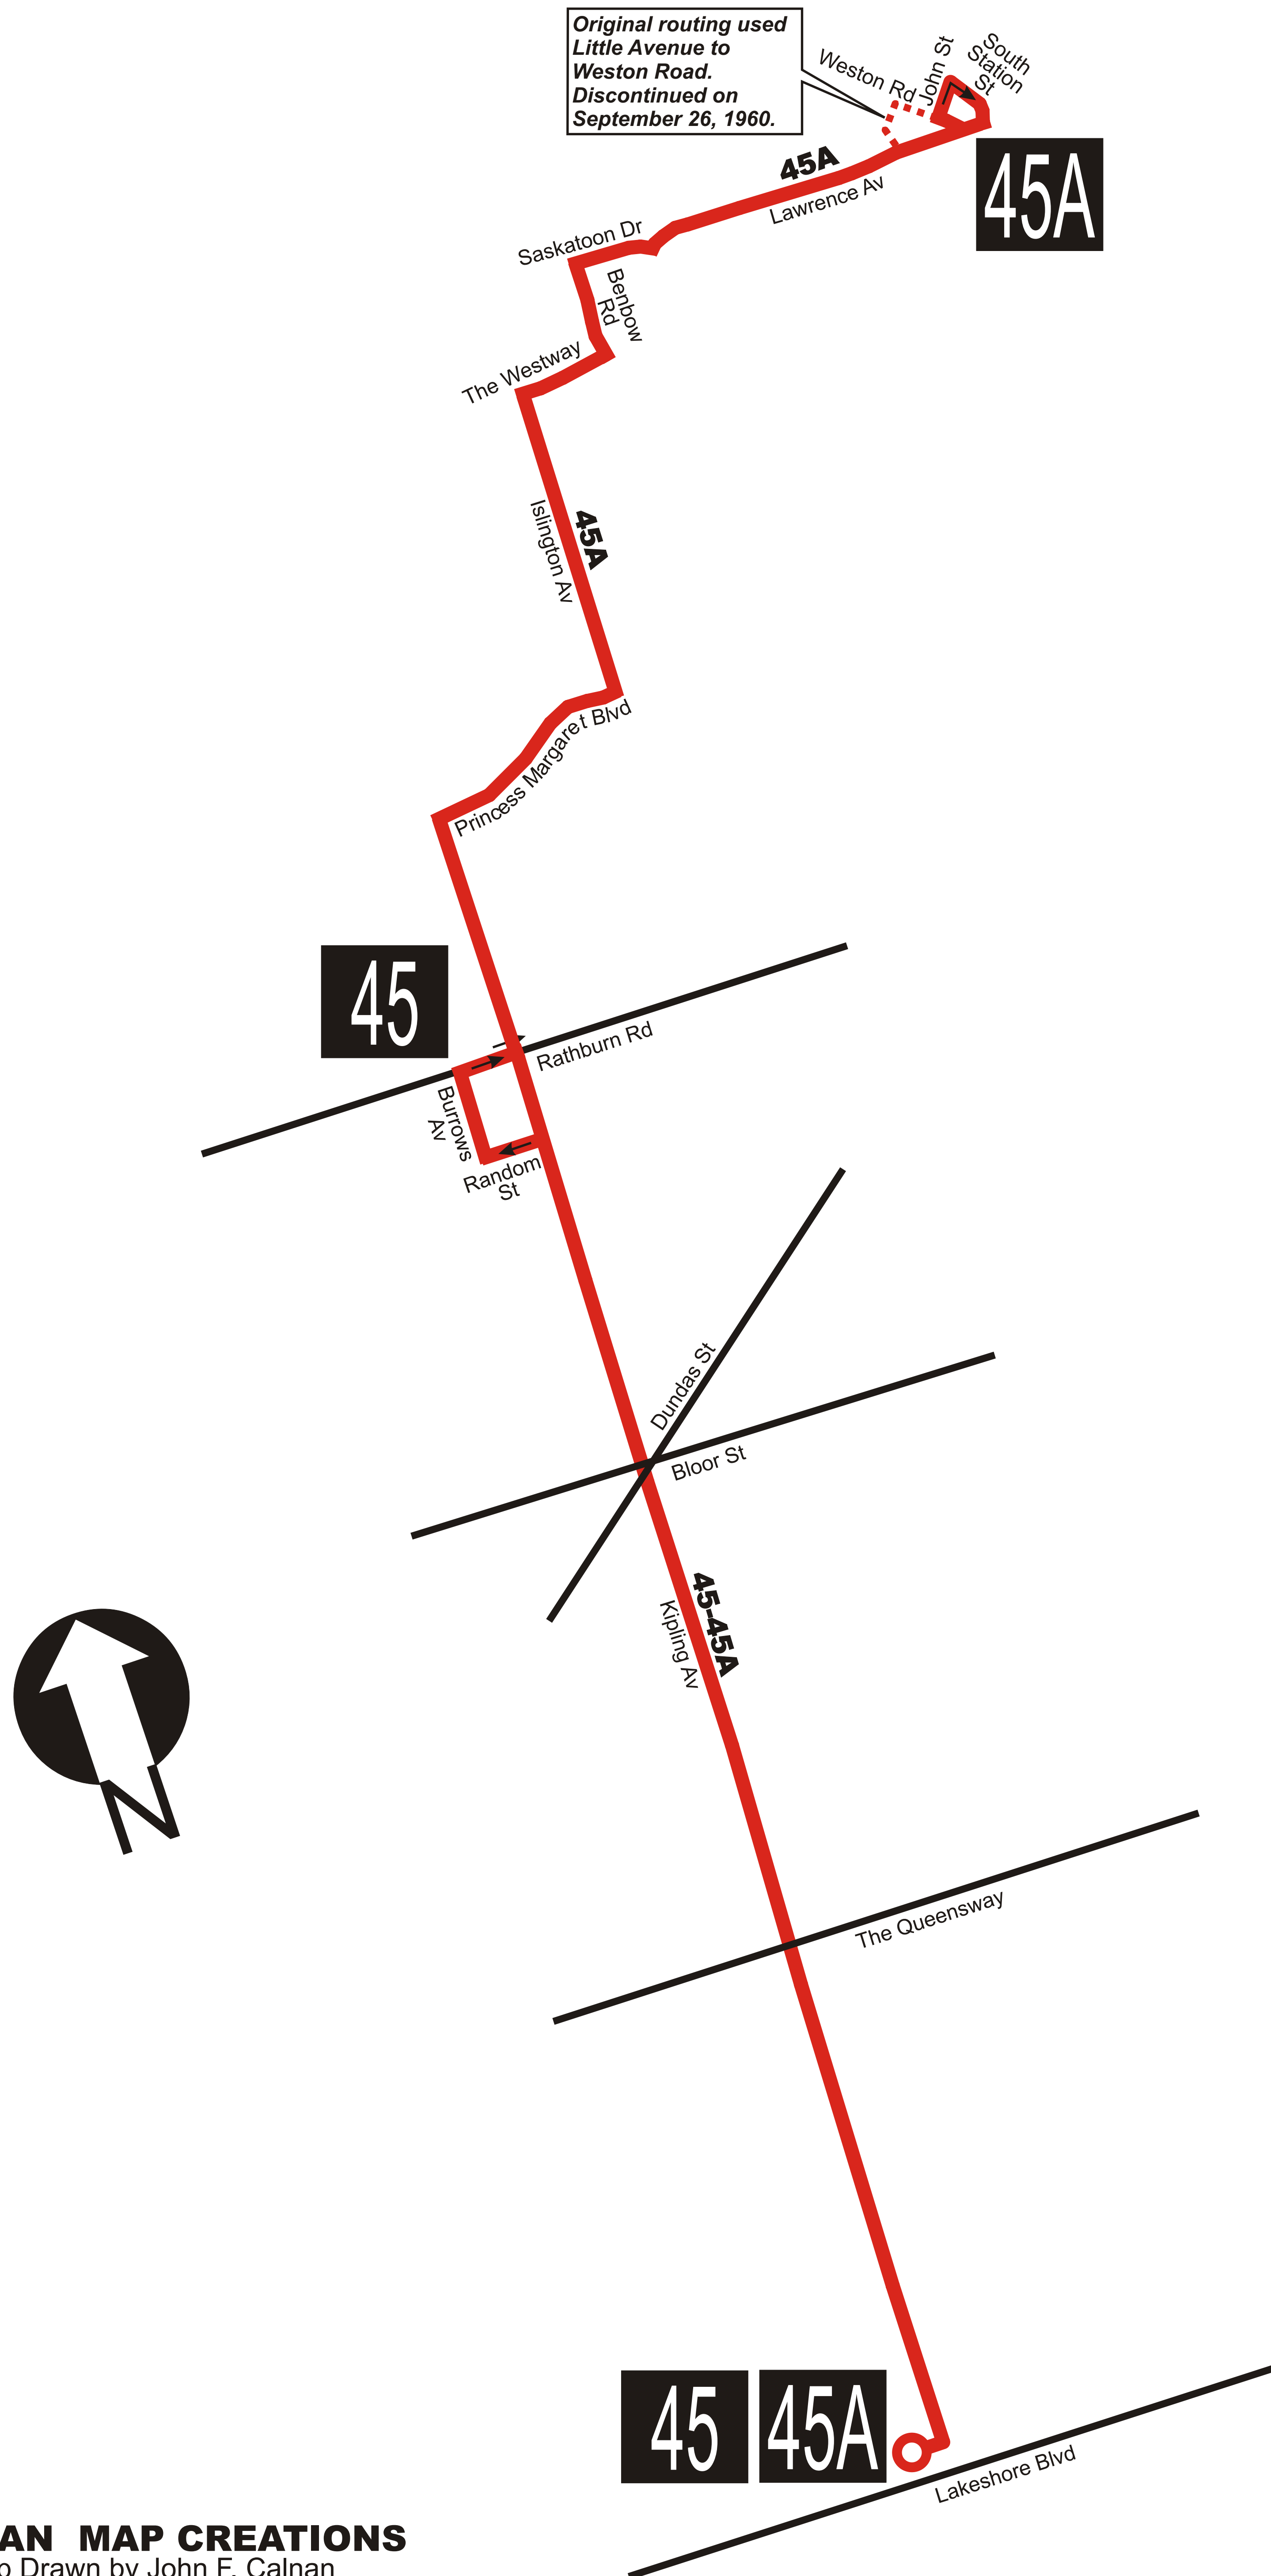 Original routing used
Little Avenue to
Weston Road.
Discontinued on
September 26, 1960.
Weston Rd
John St
South
Station
St
45A
45A
Lawrence Av
Saskatoon Dr
Benbow
Rd
The Westway
Islington Av
45A
Princess Margaret Blvd
45
Rathburn Rd
Burrows
Av
Random
St
Dundas St
Bloor St
45-45A
Kipling Av
N
The Queensway
45
45A
Lakeshore Blvd
MAP CREATIONS
Drawn by John F. Calnan